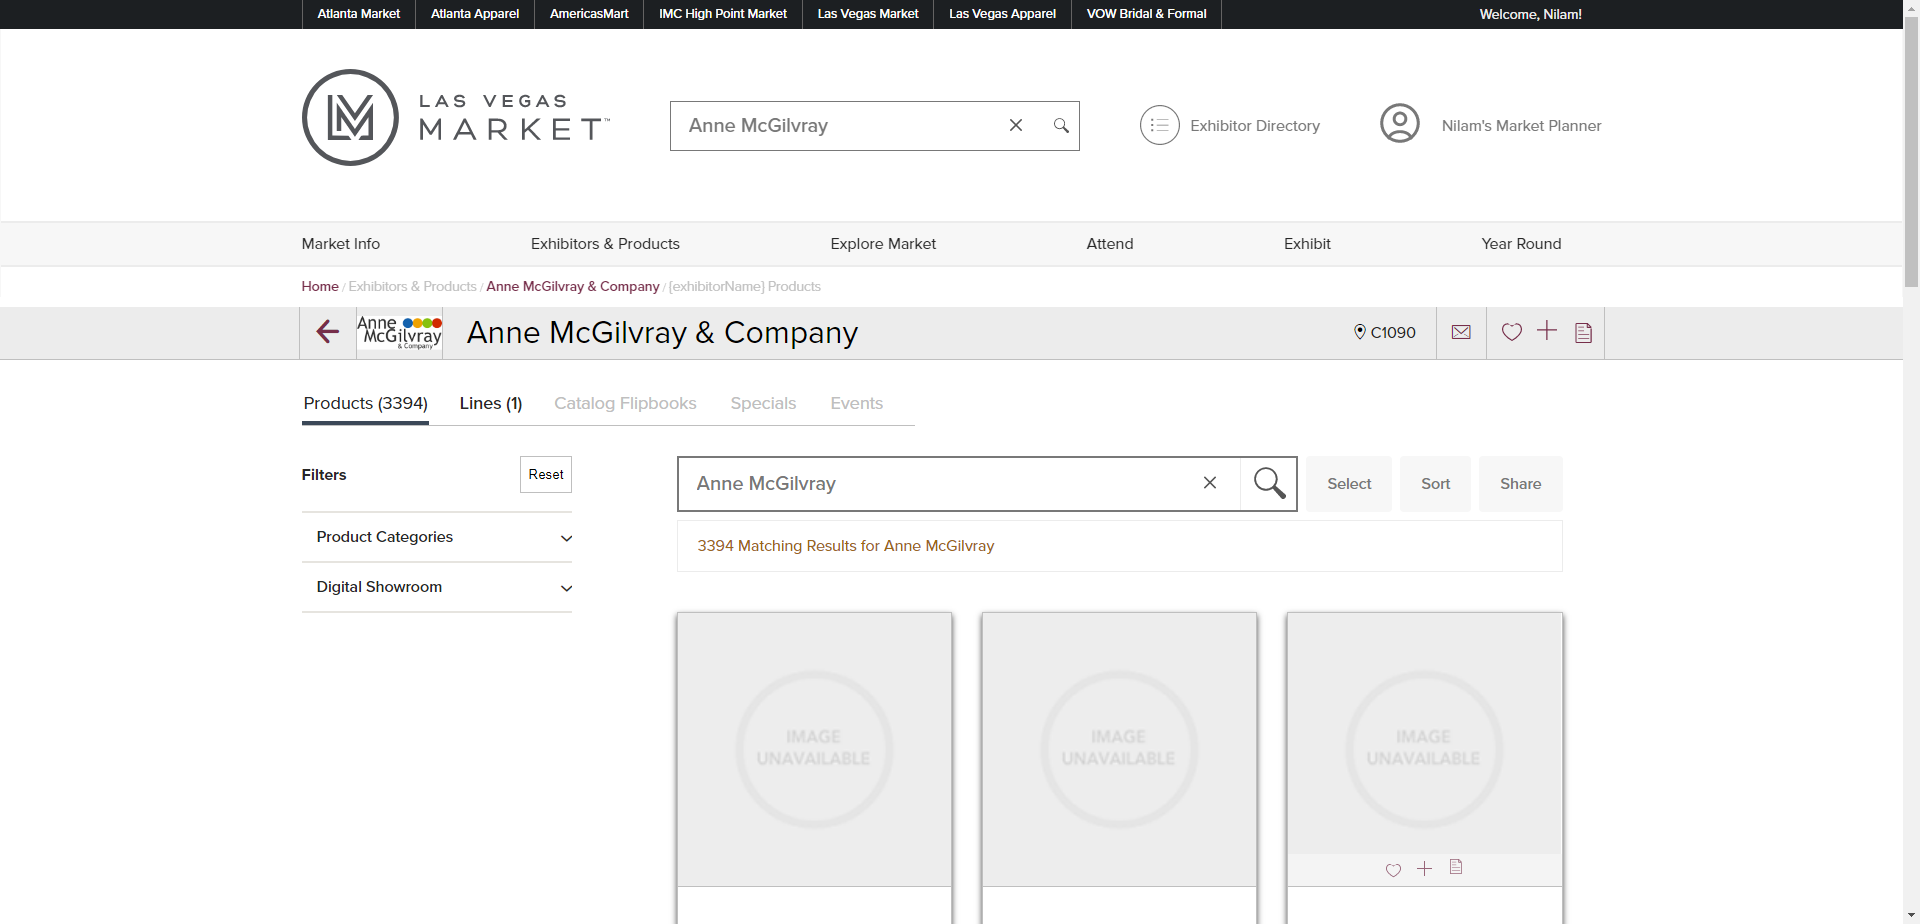 Atlanta Market Atlanta Apparel AmericasMart IMC High Point Market Las Vegas Market Las Vegas Apparel VOW Bridal & Formal Welcome, Nilam!
LAS VEGAS
MARKET™
Anne McGilvray
Exhibitor Directory
Nilam's Market Planner
Market Info Exhibitors & Products Explore Market Attend Exhibit Year Round
Home / Exhibitors & Products / Anne McGilvray & Company / [exhibitorName] Products
Anne
McGilvray
& Company
Anne McGilvray & Company
C1090
Products (3394) Lines (1) Catalog Flipbooks Specials Events
Filters
Reset
Anne McGilvray
Select Sort Share
Product Categories
3394 Matching Results for Anne McGilvray
Digital Showroom
IMAGE
UNAVAILABLE
IMAGE
UNAVAILABLE
IMAGE
UNAVAILABLE